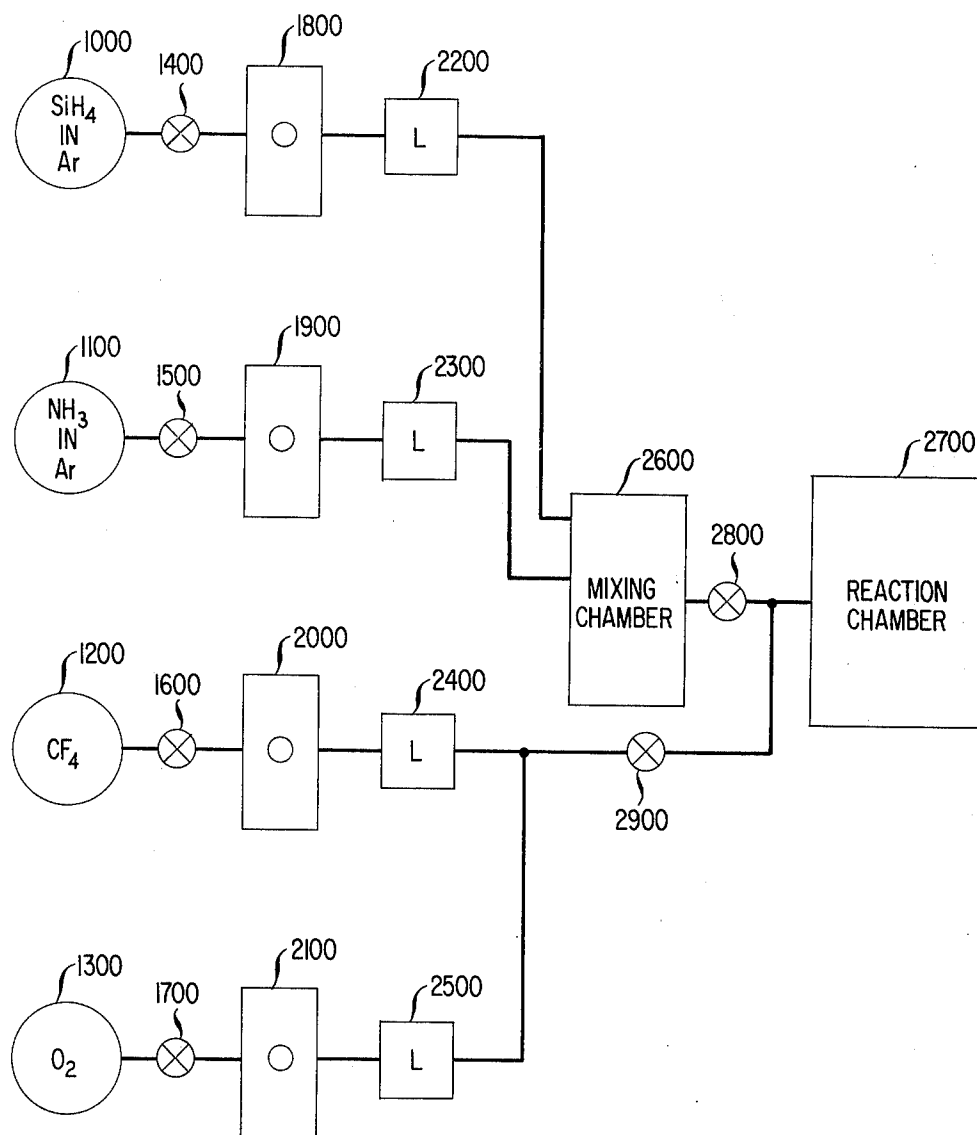 1000
1400
1800
2200
SiH4
IN
Ar
L
1100
1500
1900
2300
NH3
IN
Ar
L
2600
2700
2800
MIXING
CHAMBER
REACTION
CHAMBER
1200
1600
2000
2400
CF4
L
2900
1300
1700
2100
2500
O2
L